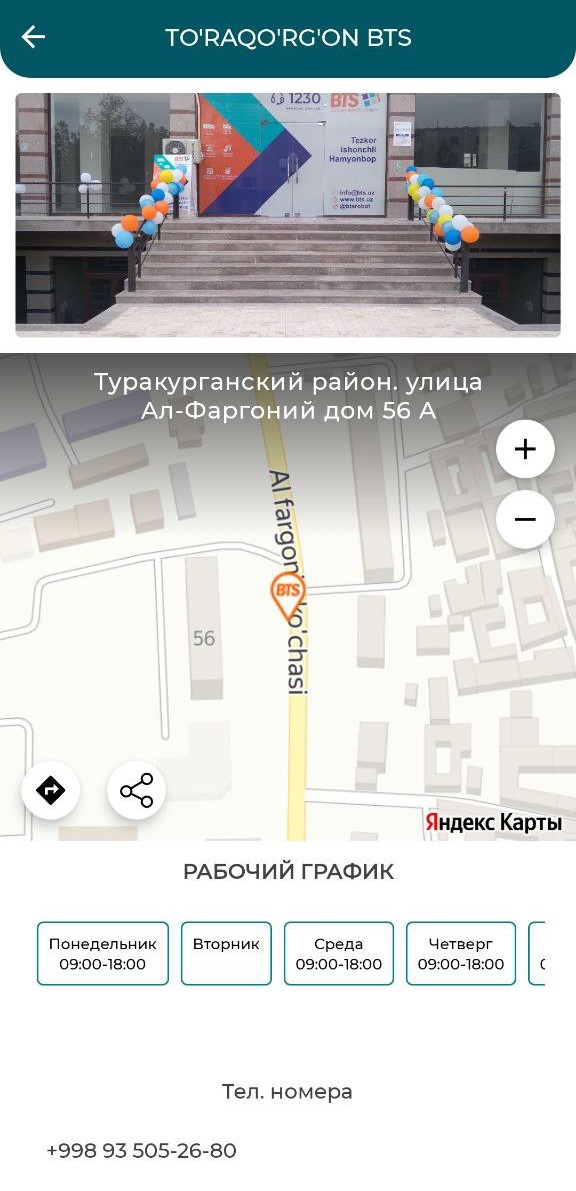 TO'RAQO'RG'ON BTS
1230 BTS
Tezkor
Ishonchli
Hamyonbop
info@bts.uz
www.bts.uz
@btsrobot
Туракурганский район. улица
Ал-Фаргоний дом 56 А
+
−
Al fargoni ko'chasi
BTS
56
Яндекс Карты
РАБОЧИЙ ГРАФИК
Понедельник Вторник Среда Четверг
09:00-18:00 09:00-18:00 09:00-18:00
Тел. номера
+998 93 505-26-80